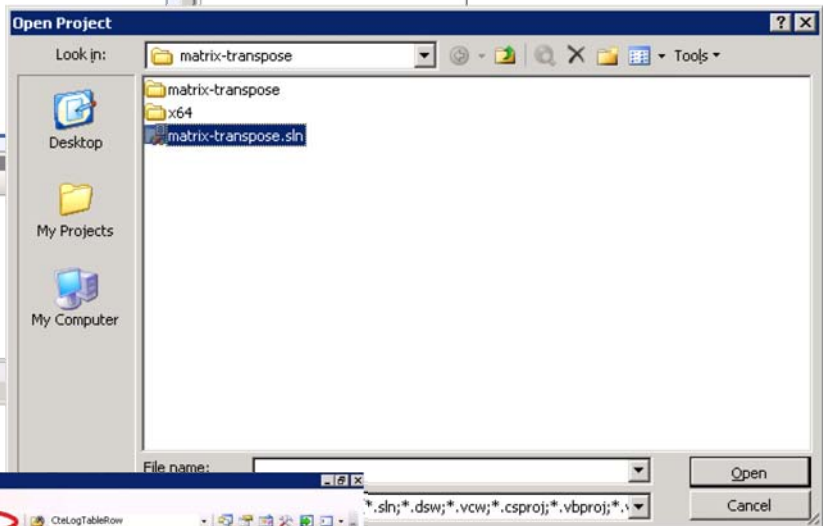 Open Project
Look in:
matrix-transpose
Tools
matrix-transpose
x64
matrix-transpose.sln
Desktop
My Projects
My Computer
File name:
Open
*.sln;*.dsw;*.vcw;*.csproj;*.vbproj;*.v
Cancel
CteLogTableRow